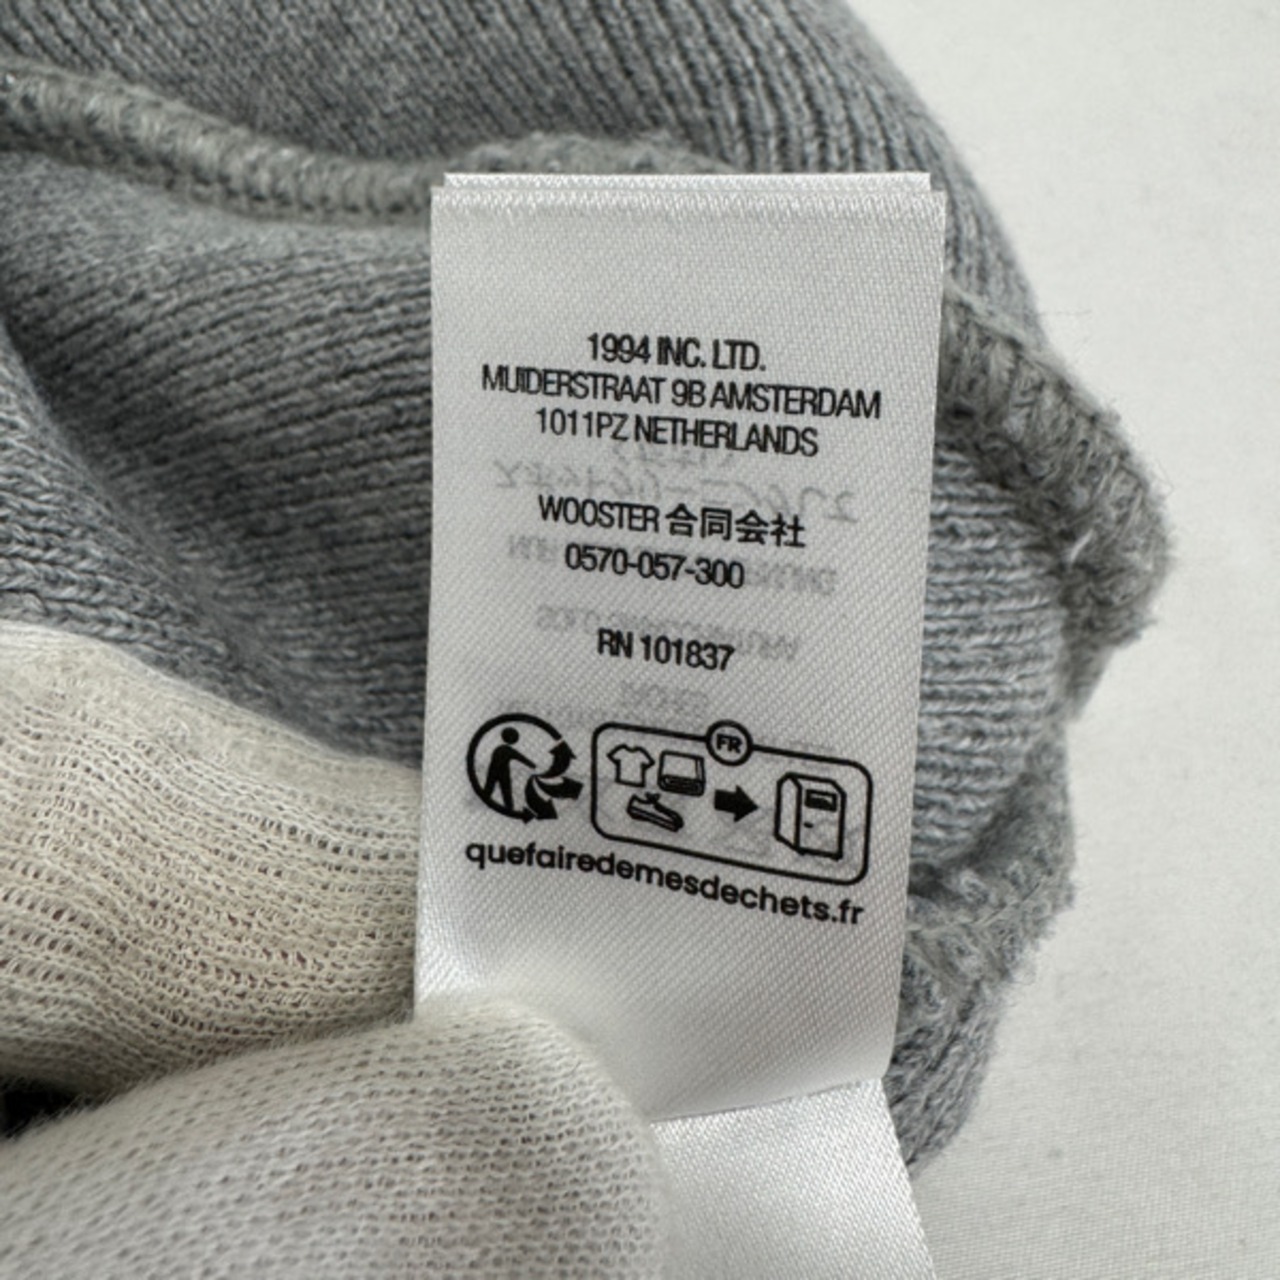 1994 INC. LTD.
MUIDERSTRAAT 9B AMSTERDAM
1011PZ NETHERLANDS
WOOSTER 合同会社
0570-057-300
RN 101837
FR
quefairedemesdechets.fr